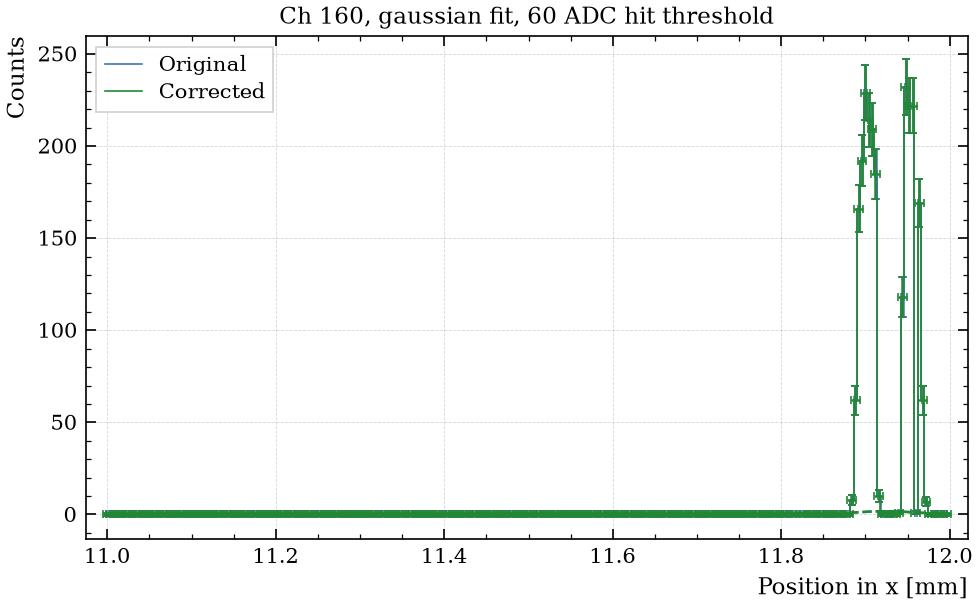 Ch 160, gaussian fit, 60 ADC hit threshold
Counts
Original
Corrected
250
200
150
100
50
0
11.0 11.2 11.4 11.6 11.8 12.0
Position in x [mm]